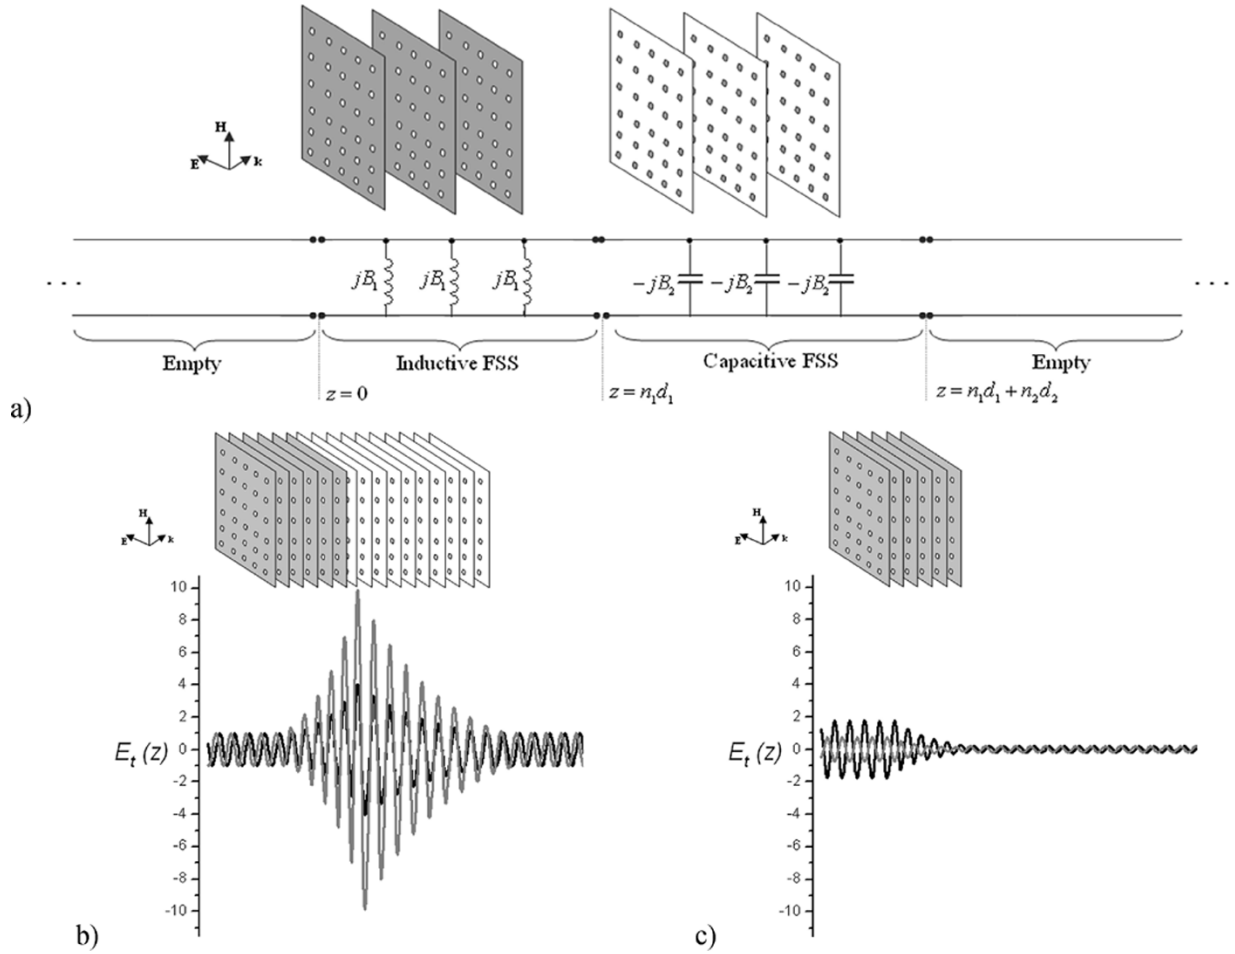 H
E
k
jB₁ jB₁ jB₁ −jB₂ −jB₂ −jB₂
... ...
Empty Inductive FSS Capacitive FSS Empty
z = 0 z = n₁d₁ z = n₁d₁ + n₂d₂
a)
H
E
k
10
8
6
4
2
0
-2
-4
-6
-8
-10
Eₜ (z)
b)
H
E
k
10
8
6
4
2
0
-2
-4
-6
-8
-10
Eₜ (z)
c)